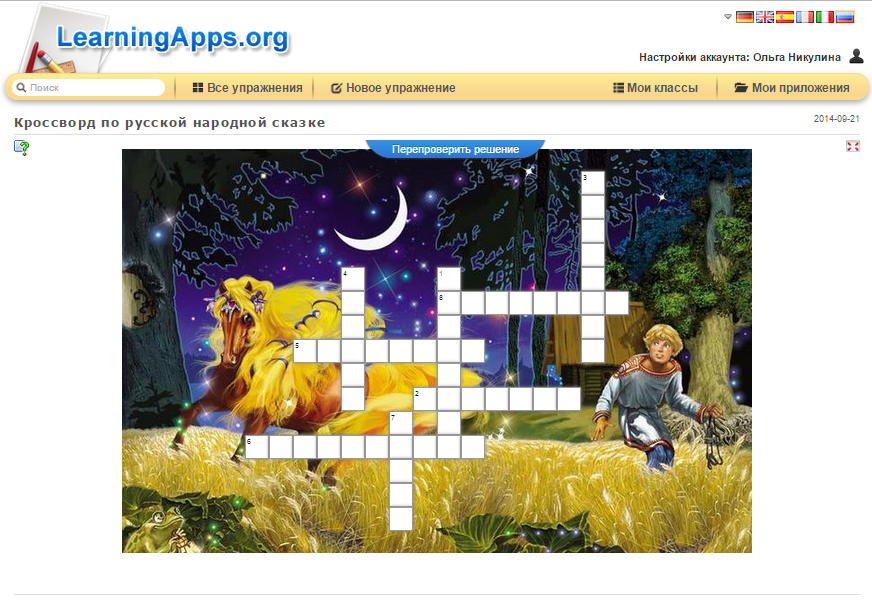 LearningApps.org
Настройки аккаунта: Ольга Никулина
Поиск
Все упражнения
Новое упражнение
Мои классы
Мои приложения
Кроссворд по русской народной сказке
2014-09-21
Перепроверить решение
3
4
1
8
5
2
7
6